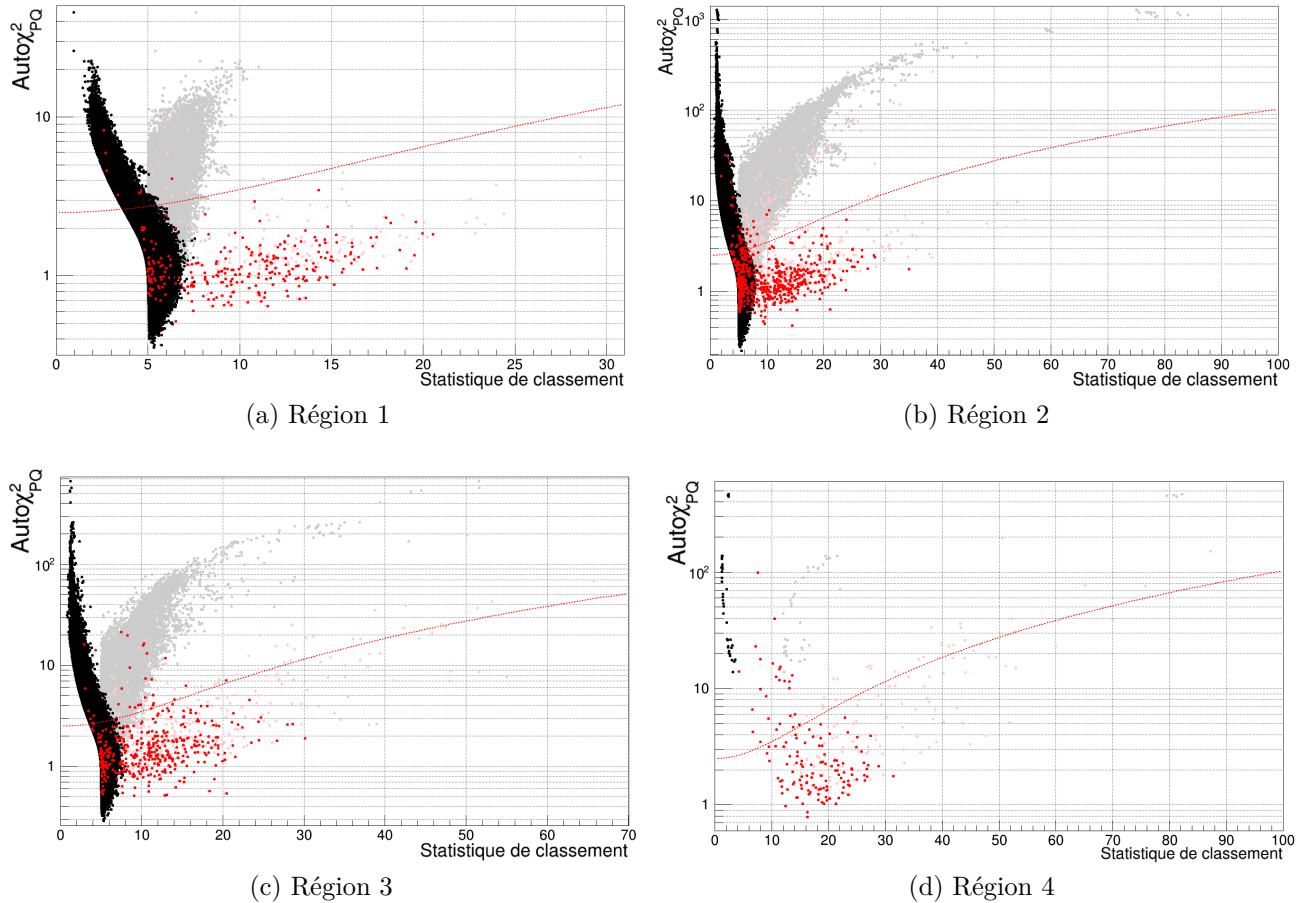 Autoχ²PQ
10
1
0 5 10 15 20 25 30
Statistique de classement
(a) Région 1
Autoχ²PQ
10³
10²
10
1
0 10 20 30 40 50 60 70 80 90 100
Statistique de classement
(b) Région 2
Autoχ²PQ
10²
10
1
0 10 20 30 40 50 60 70
Statistique de classement
(c) Région 3
Autoχ²PQ
10²
10
1
0 10 20 30 40 50 60 70 80 90 100
Statistique de classement
(d) Région 4